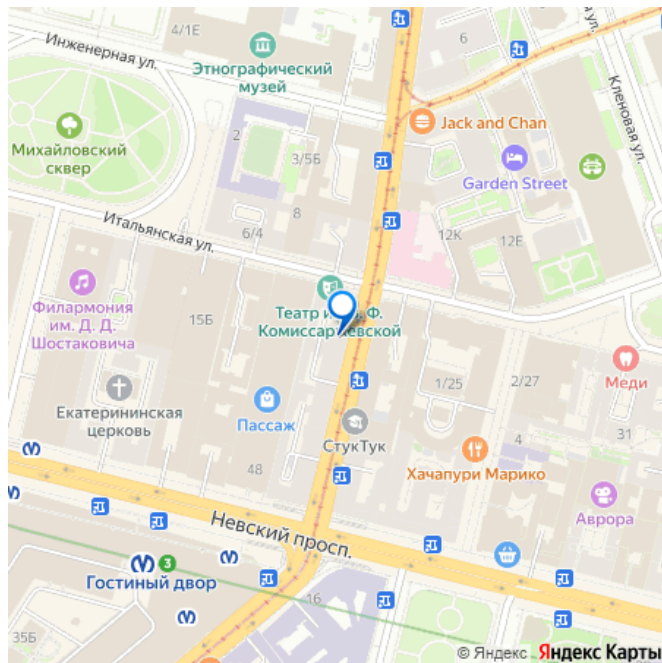 4/1Е
6
Инженерная ул.
Этнографический
музей
Кленовая ул.
Jack and Chan
2
Михайловский
сквер
3/5Б
Garden Street
8
Итальянская ул.
6/4
12К
12Е
Филармония
им. Д. Д.
Шостаковича
15Б
Театр
Ф.
Комиссаржевской
1/25
2/27
Меди
Екатерининская
церковь
Пассаж
СтукТук
31
4
48
Хачапури Марико
Невский просп.
Аврора
3
Гостиный двор
16
35Б
© Яндекс Яндекс Карты